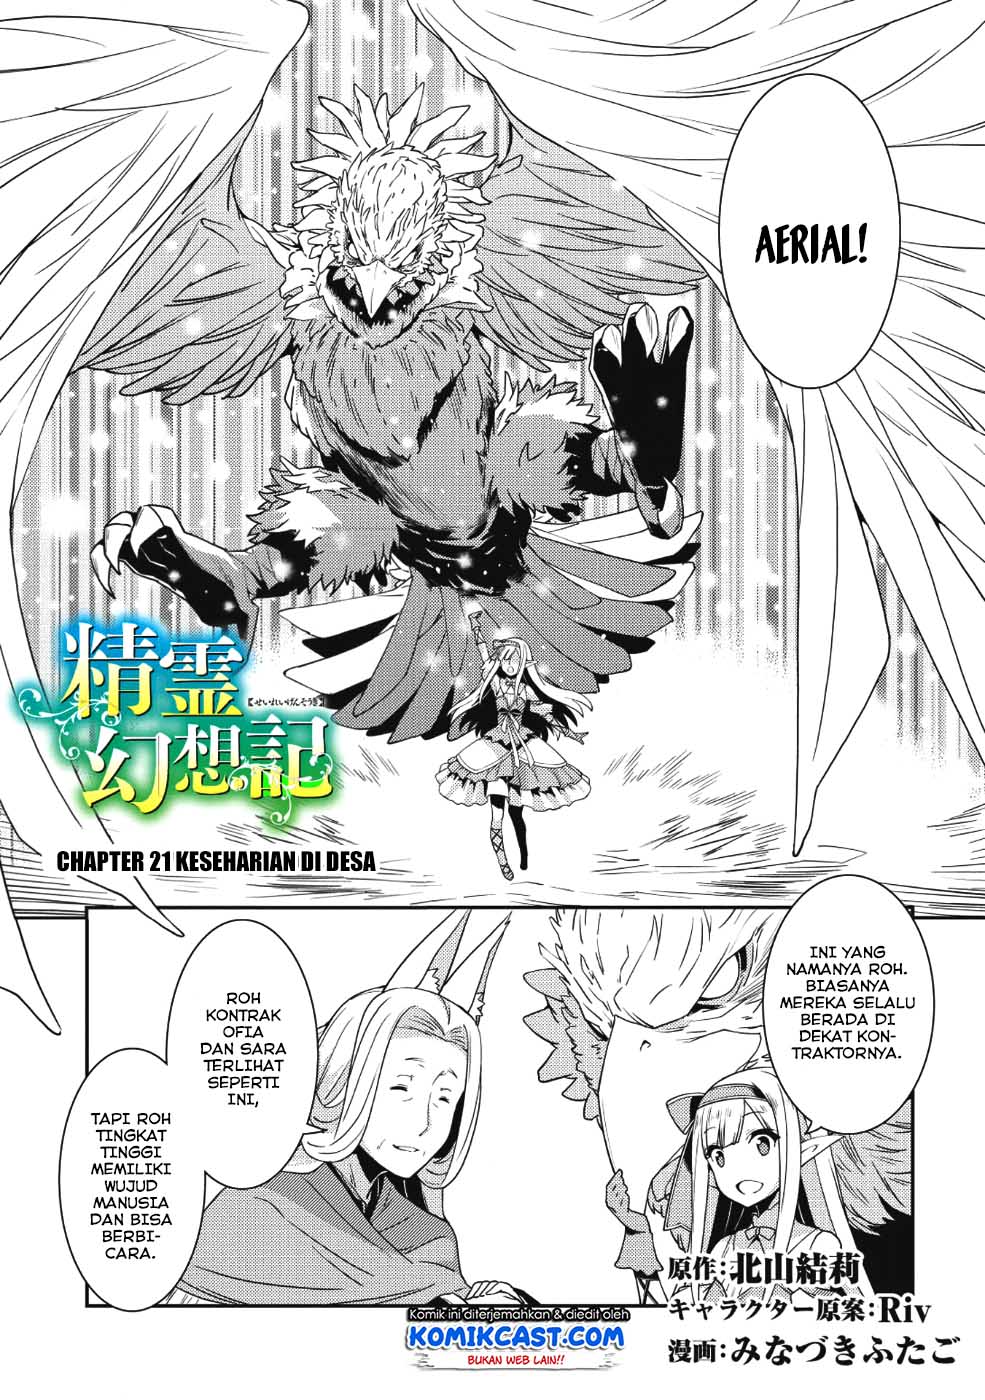 AERIAL!
精霊
【せいれいげんそうき】
幻想記
CHAPTER 21 KESEHARIAN DI DESA
INI YANG
NAMANYA ROH.
BIASANYA
MEREKA SELALU
BERADA DI
DEKAT KON-
TRAKTORNYA.
ROH
KONTRAK
OFIA
DAN SARA
TERLIHAT
SEPERTI
INI,
TAPI ROH
TINGKAT
TINGGI
MEMILIKI
WUJUD
MANUSIA
DAN BISA
BERBI-
CARA.
原作:北山結莉
キャラクター原案:Riv
漫画:みなづきふたご
Komik ini diterjemahkan & diedit oleh
KOMIKCAST.COM
BUKAN WEB LAIN!!